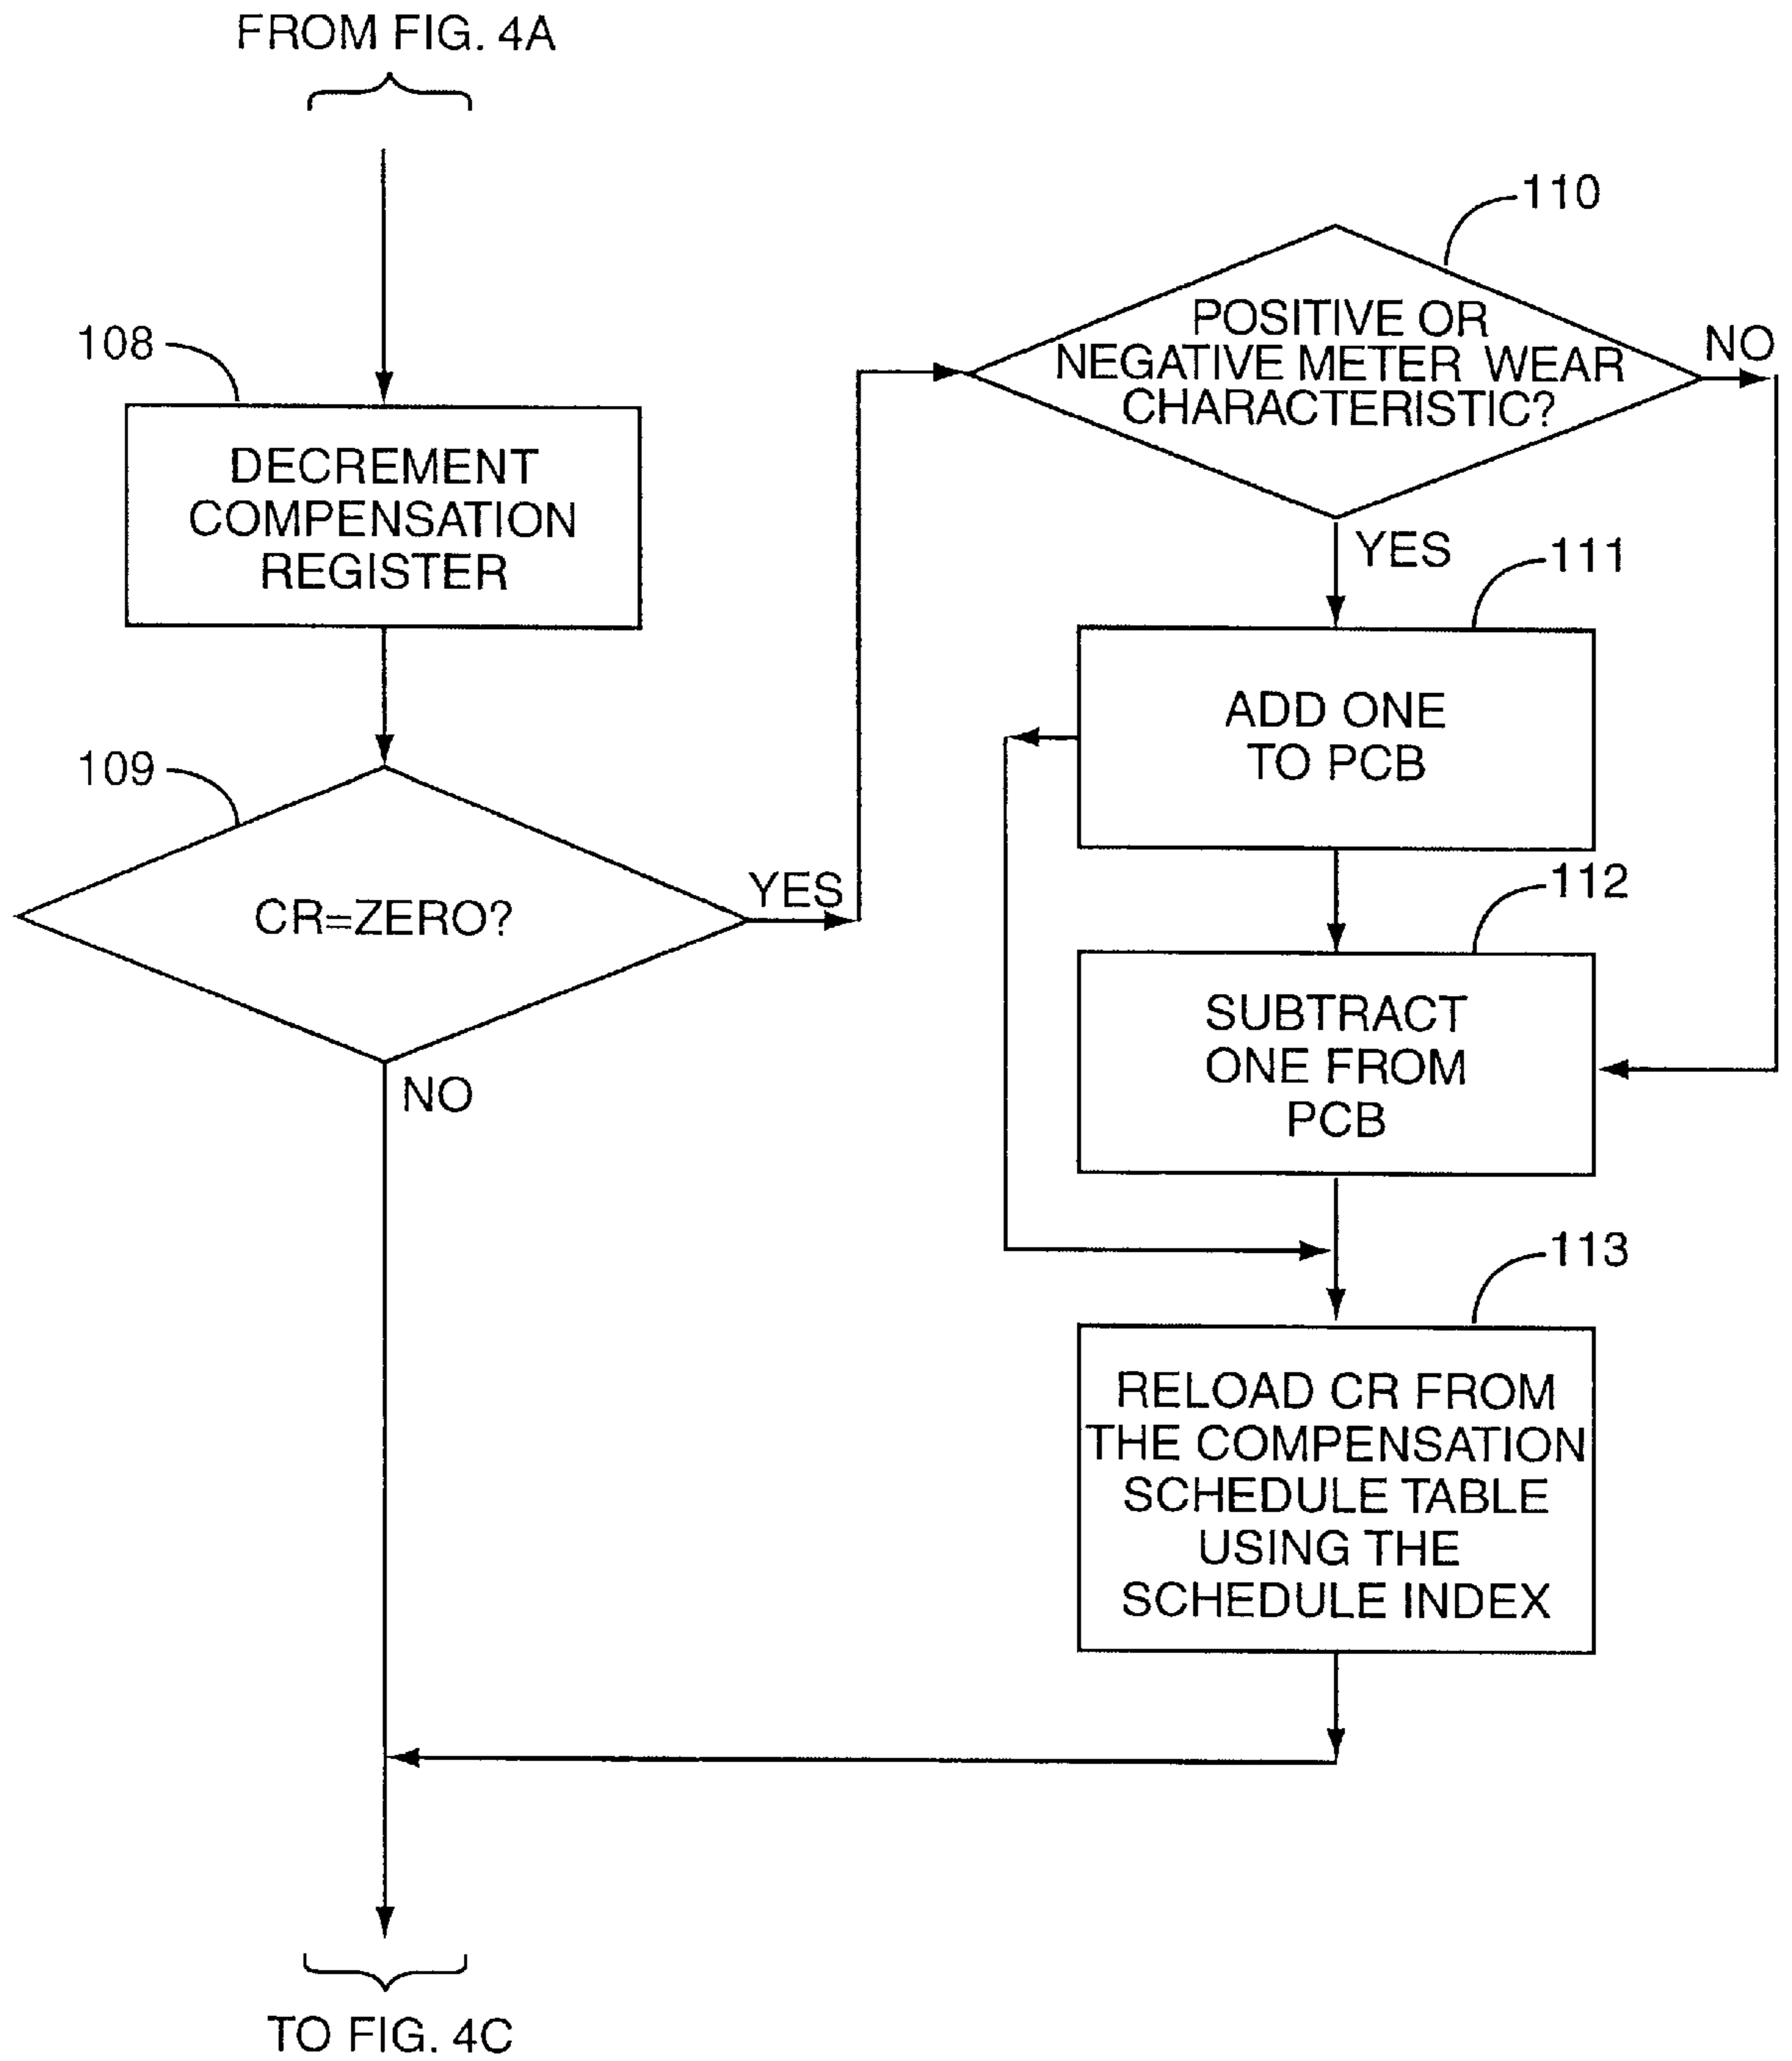 FROM FIG. 4A
108
DECREMENT
COMPENSATION
REGISTER
109
CR=ZERO?
YES
NO
110
POSITIVE OR
NEGATIVE METER WEAR
CHARACTERISTIC?
NO
YES
111
ADD ONE
TO PCB
112
SUBTRACT
ONE FROM
PCB
113
RELOAD CR FROM
THE COMPENSATION
SCHEDULE TABLE
USING THE
SCHEDULE INDEX
TO FIG. 4C